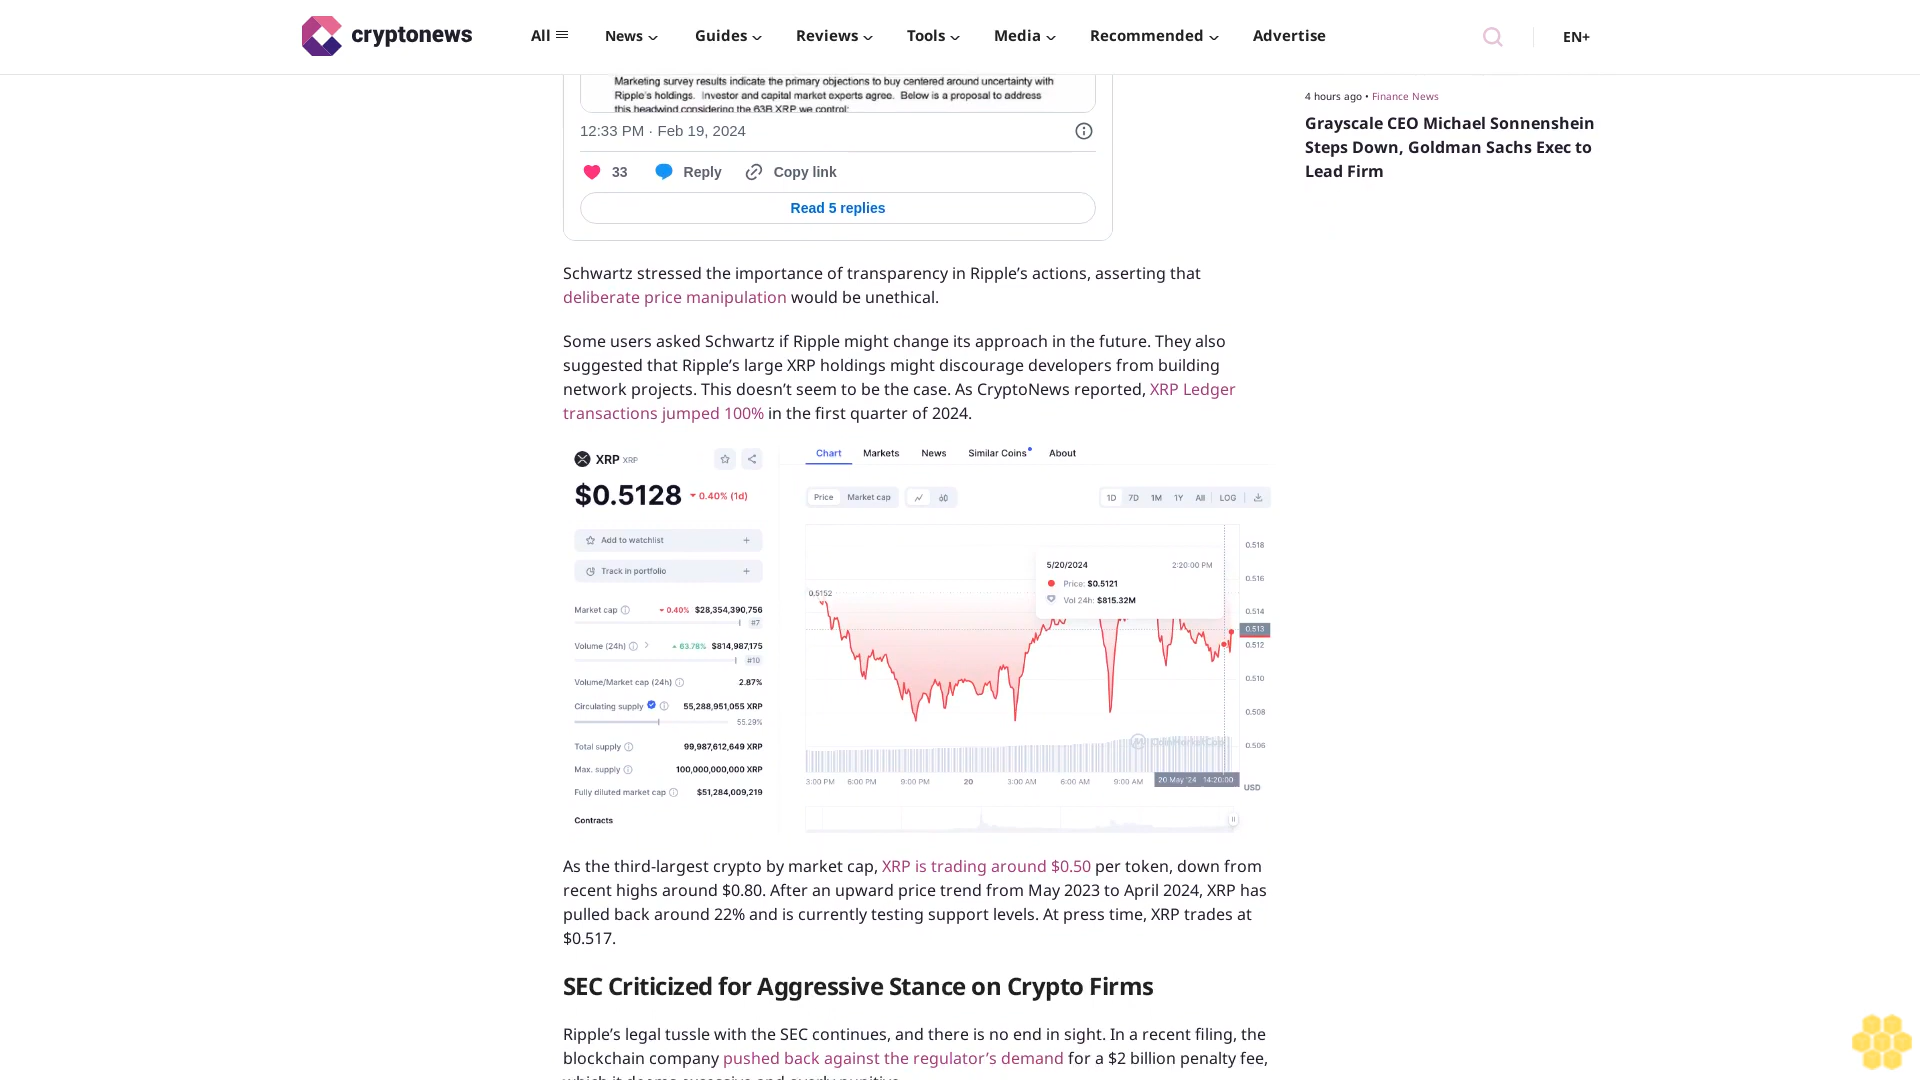 cryptonews
All
News
Guides
Reviews
Tools
Media
Recommended
Advertise
EN+
Marketing survey results indicate the primary objections to buy centered around uncertainty with
Ripple's holdings. Investor and capital market experts agree. Below is a proposal to address
this headwind considering the 63B XRP we control:
12:33 PM · Feb 19, 2024
33
Reply
Copy link
Read 5 replies
4 hours ago • Finance News
Grayscale CEO Michael Sonnenshein
Steps Down, Goldman Sachs Exec to
Lead Firm
Schwartz stressed the importance of transparency in Ripple’s actions, asserting that
deliberate price manipulation would be unethical.
Some users asked Schwartz if Ripple might change its approach in the future. They also
suggested that Ripple’s large XRP holdings might discourage developers from building
network projects. This doesn’t seem to be the case. As CryptoNews reported, XRP Ledger
transactions jumped 100% in the first quarter of 2024.
XRP XRP
$0.5128 0.40% (1d)
Add to watchlist +
Track in portfolio +
Market cap 0.40% $28,354,390,756
#7
Volume (24h) 63.78% $814,987,175
#10
Volume/Market cap (24h) 2.87%
Circulating supply 55,288,951,055 XRP
55.29%
Total supply 99,987,612,649 XRP
Max. supply 100,000,000,000 XRP
Fully diluted market cap $51,284,009,219
Contracts
Chart Markets News Similar Coins About
Price Market cap
1D 7D 1M 1Y All LOG
0.5152
5/20/2024 2:20:00 PM
Price: $0.5121
Vol 24h: $815.32M
0.518
0.516
0.514
0.513
0.512
0.510
0.508
0.506
CoinMarketCap
3:00 PM 6:00 PM 9:00 PM 20 3:00 AM 6:00 AM 9:00 AM 20 May '24 14:20:00
USD
As the third-largest crypto by market cap, XRP is trading around $0.50 per token, down from
recent highs around $0.80. After an upward price trend from May 2023 to April 2024, XRP has
pulled back around 22% and is currently testing support levels. At press time, XRP trades at
$0.517.
SEC Criticized for Aggressive Stance on Crypto Firms
Ripple’s legal tussle with the SEC continues, and there is no end in sight. In a recent filing, the
blockchain company pushed back against the regulator’s demand for a $2 billion penalty fee,
which it deems excessive and overly punitive.